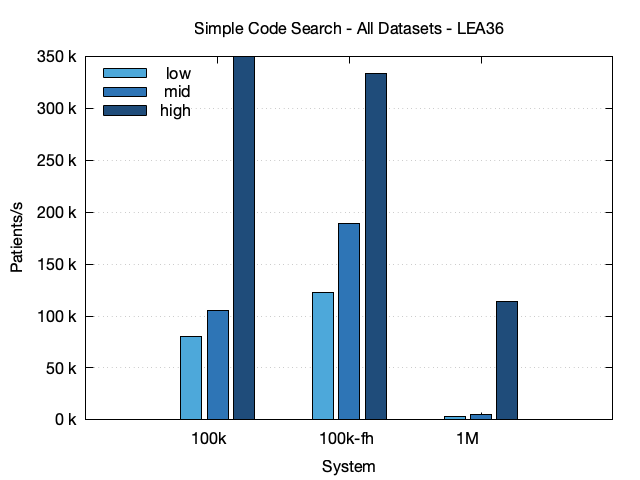 Simple Code Search - All Datasets - LEA36
350 k
300 k
250 k
200 k
150 k
100 k
50 k
0 k
Patients/s
low
mid
high
100k
100k-fh
1M
System